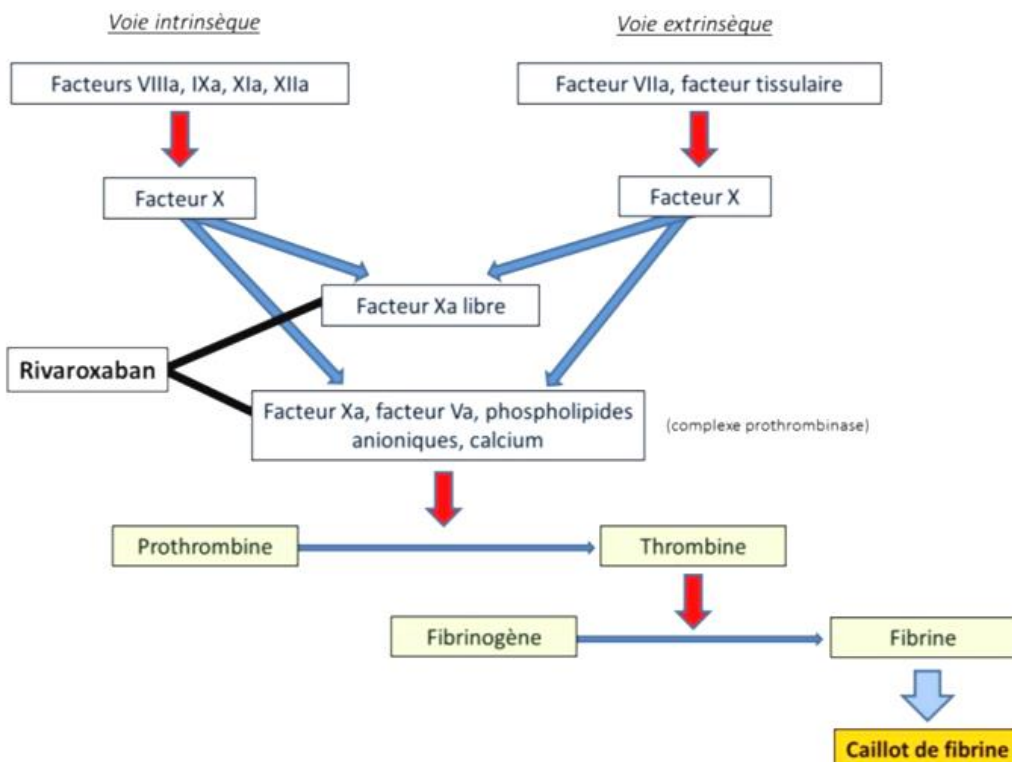 Voie intrinsèque
Voie extrinsèque
Facteurs VIIIa, IXa, XIa, XIIa
Facteur VIIa, facteur tissulaire
Facteur X
Facteur X
Facteur Xa libre
Rivaroxaban
Facteur Xa, facteur Va, phospholipides
anioniques, calcium
(complexe prothrombinase)
Prothrombine
Thrombine
Fibrinogène
Fibrine
Caillot de fibrine